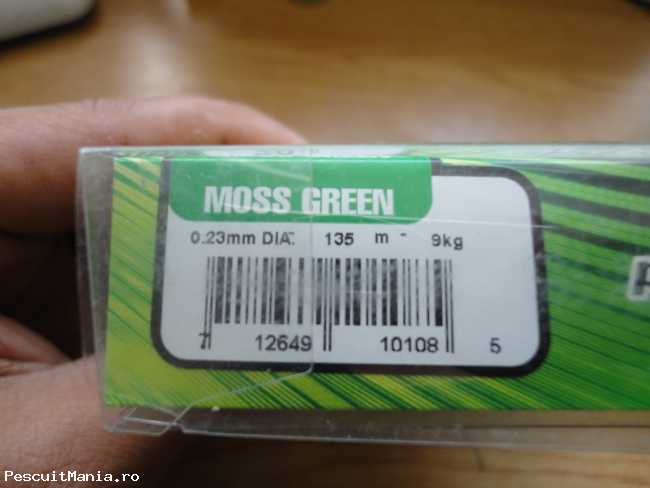 MOSS GREEN
0.23mm DIA. 135 m - 9kg
7 12649 10108 5
PescuitMania.ro